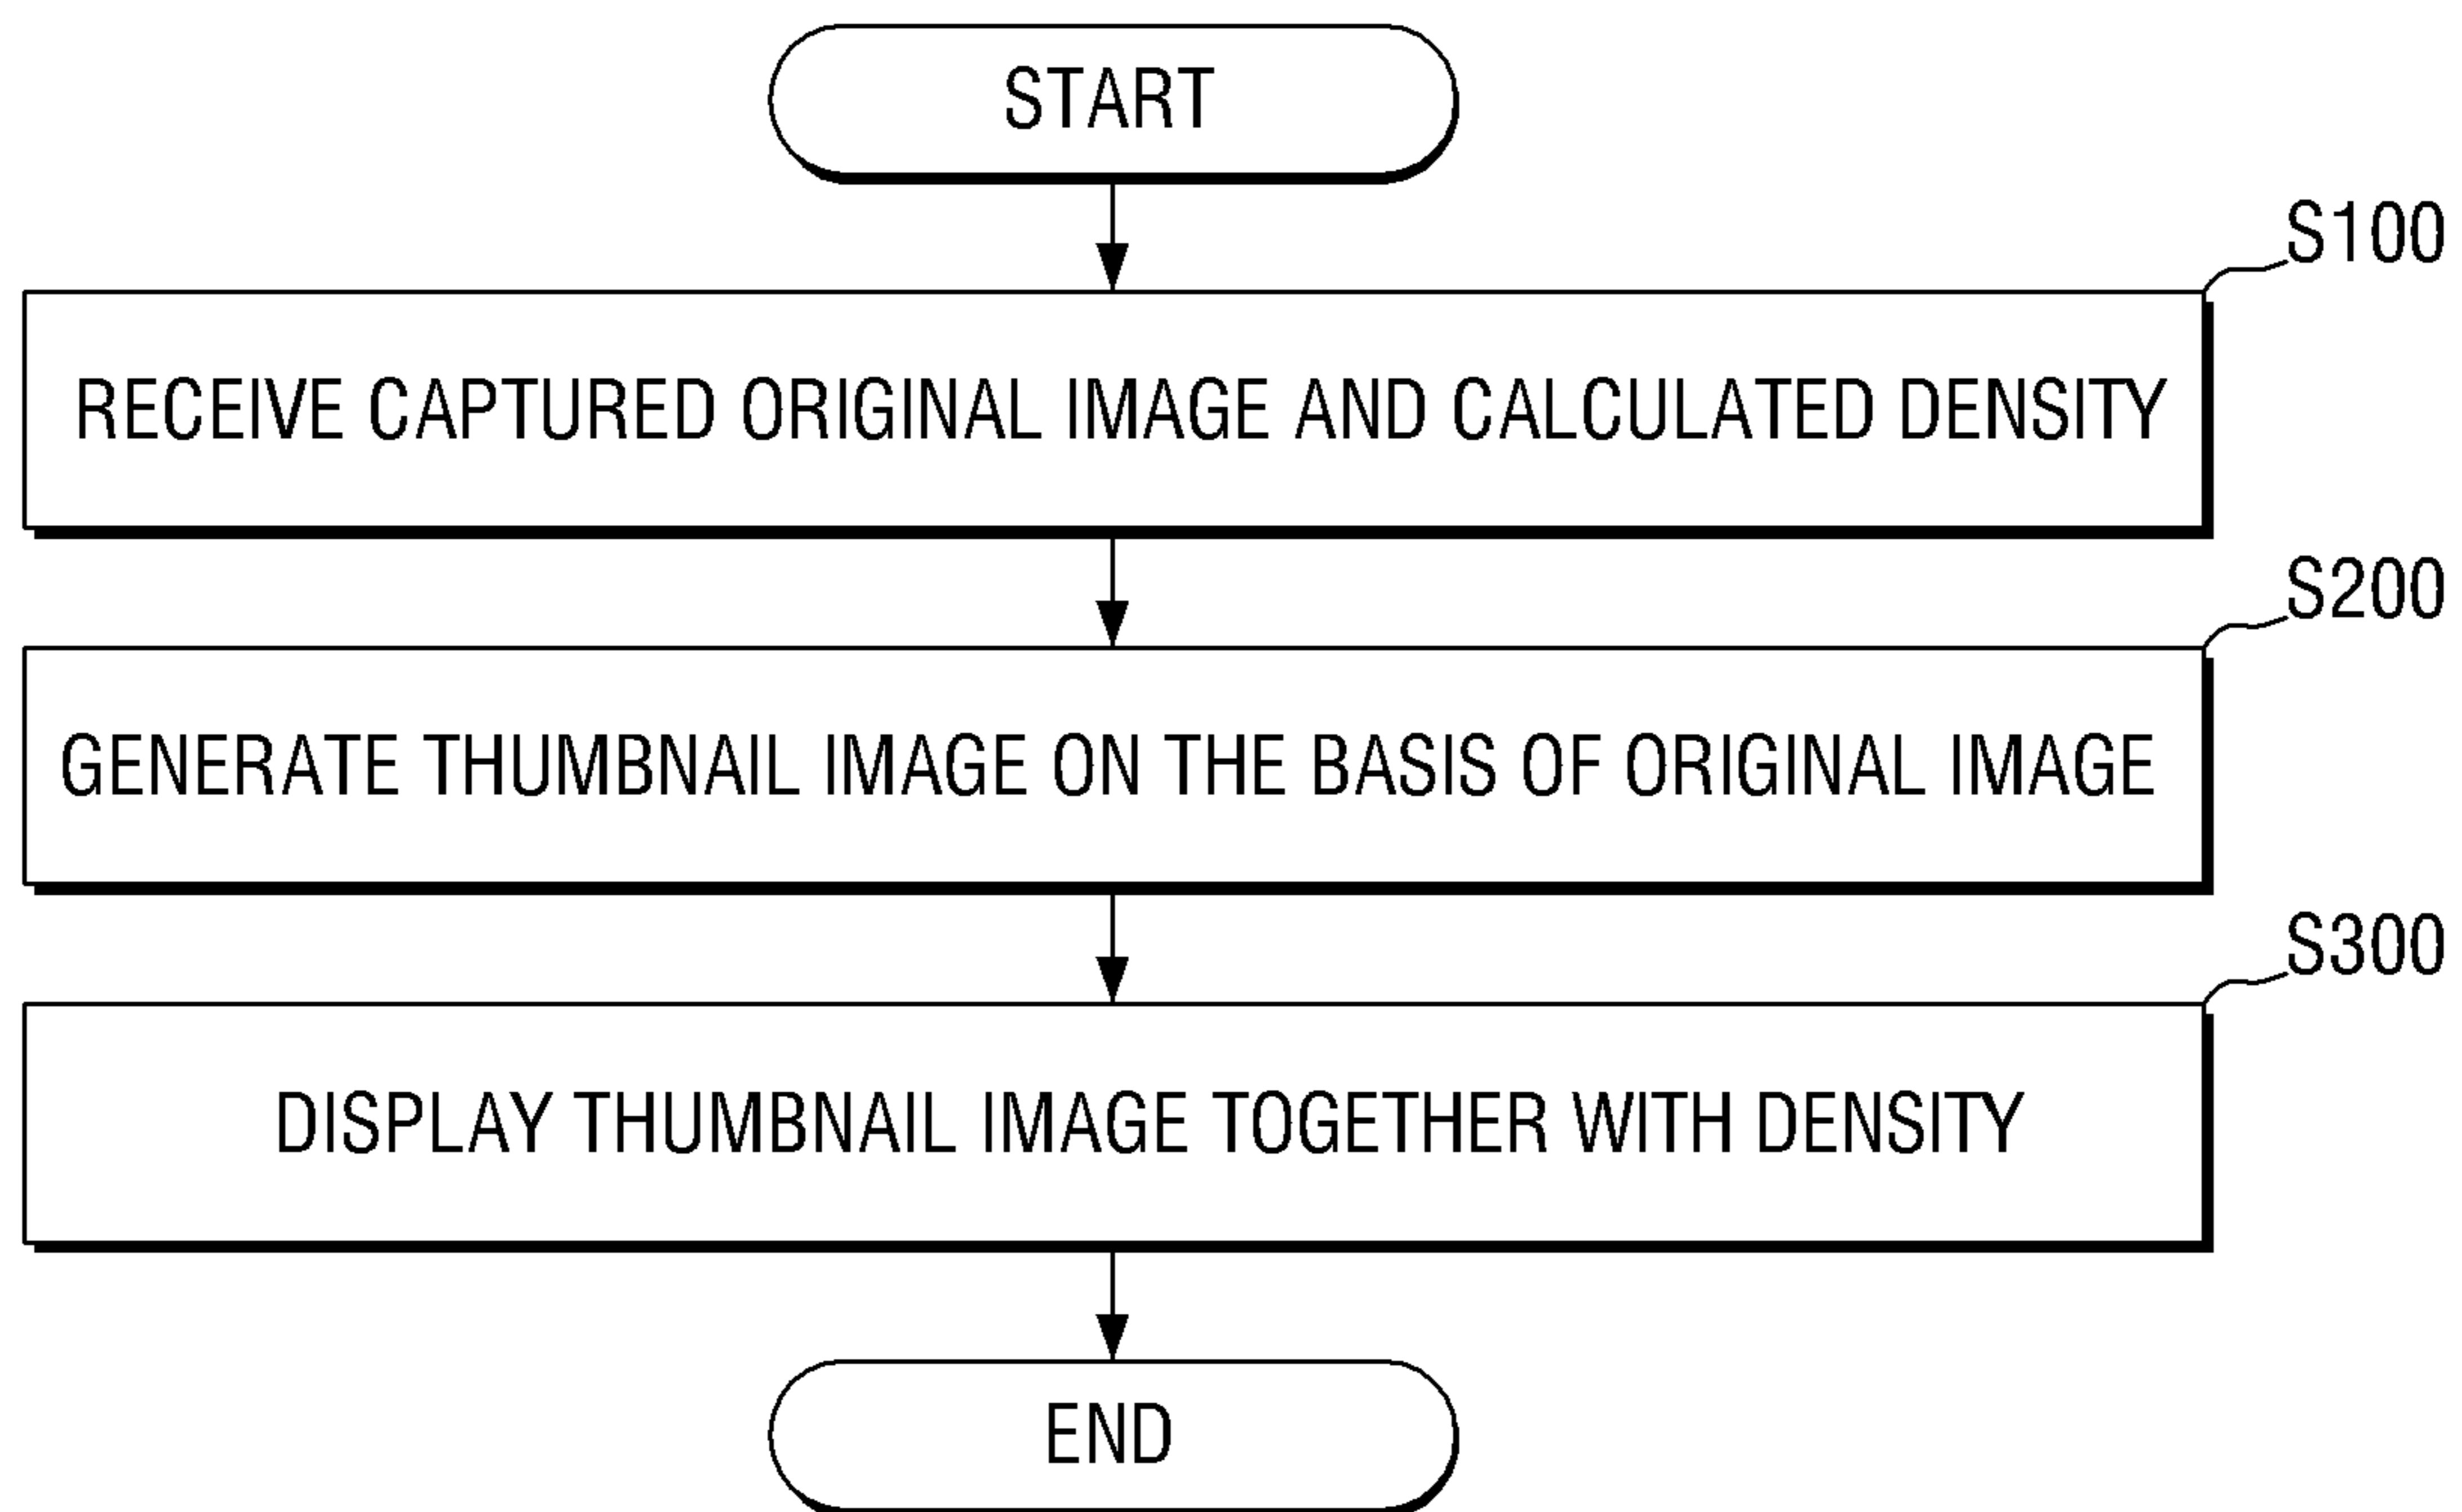 START
S100
RECEIVE CAPTURED ORIGINAL IMAGE AND CALCULATED DENSITY
S200
GENERATE THUMBNAIL IMAGE ON THE BASIS OF ORIGINAL IMAGE
S300
DISPLAY THUMBNAIL IMAGE TOGETHER WITH DENSITY
END